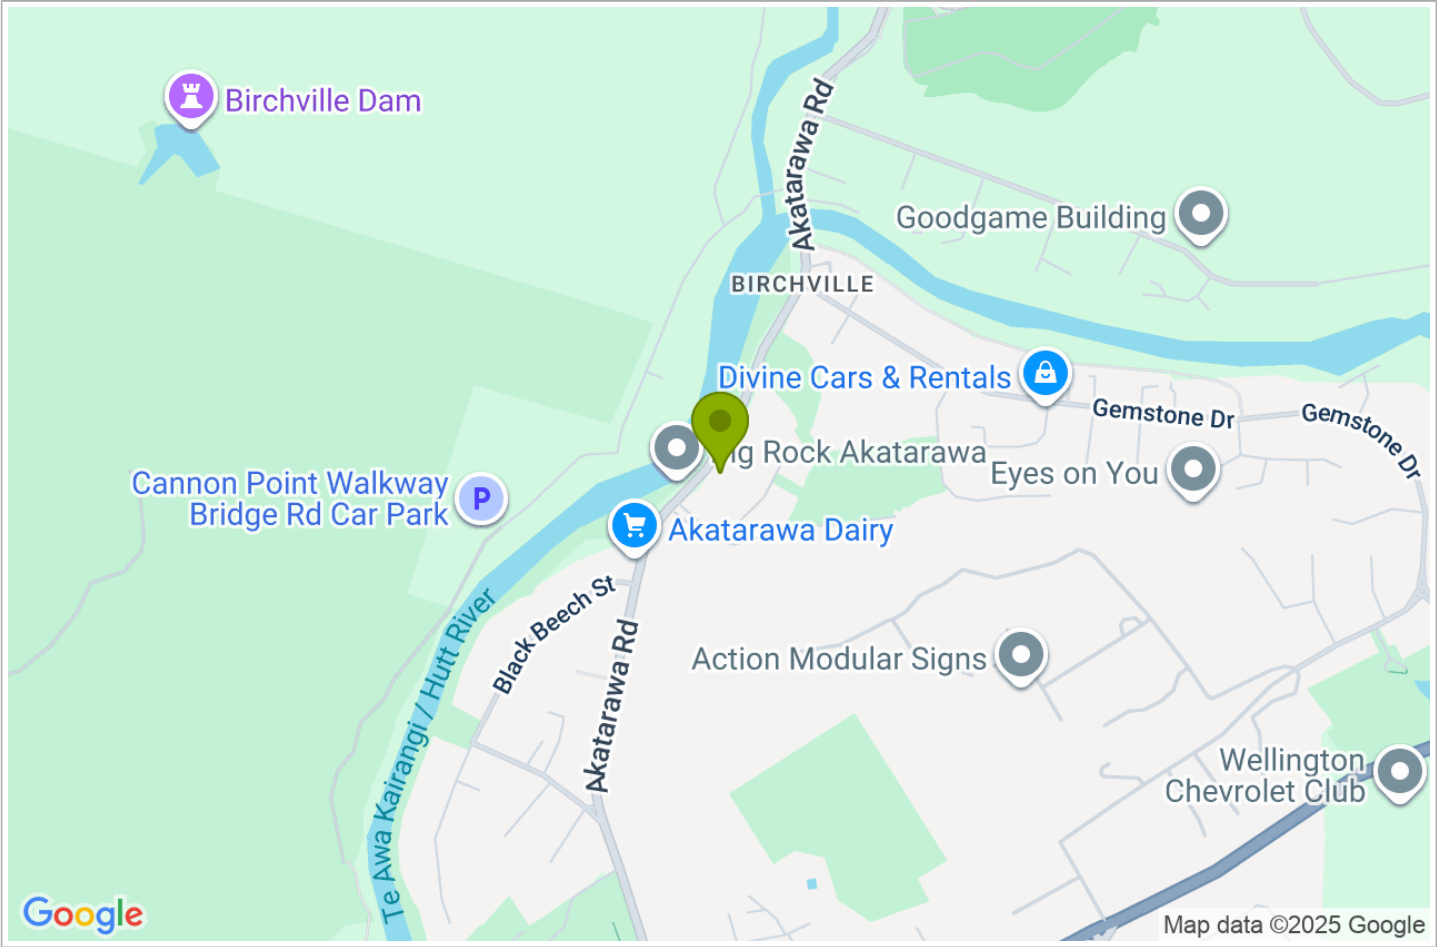 Akatarawa Rd
Birchville Dam
Goodgame Building
Akatarawa Rd
BIRCHVILLE
Divine Cars & Rentals
Gemstone Dr
Gemstone Dr
Rock Akatarawa
Eyes on You
Cannon Point Walkway
Bridge Rd Car Park
P
Akatarawa Dairy
Black Beech St
Te Awa Kairangi / Hutt River
Akatarawa Rd
Action Modular Signs
Wellington
Chevrolet Club
Google
Map data ©2025 Google